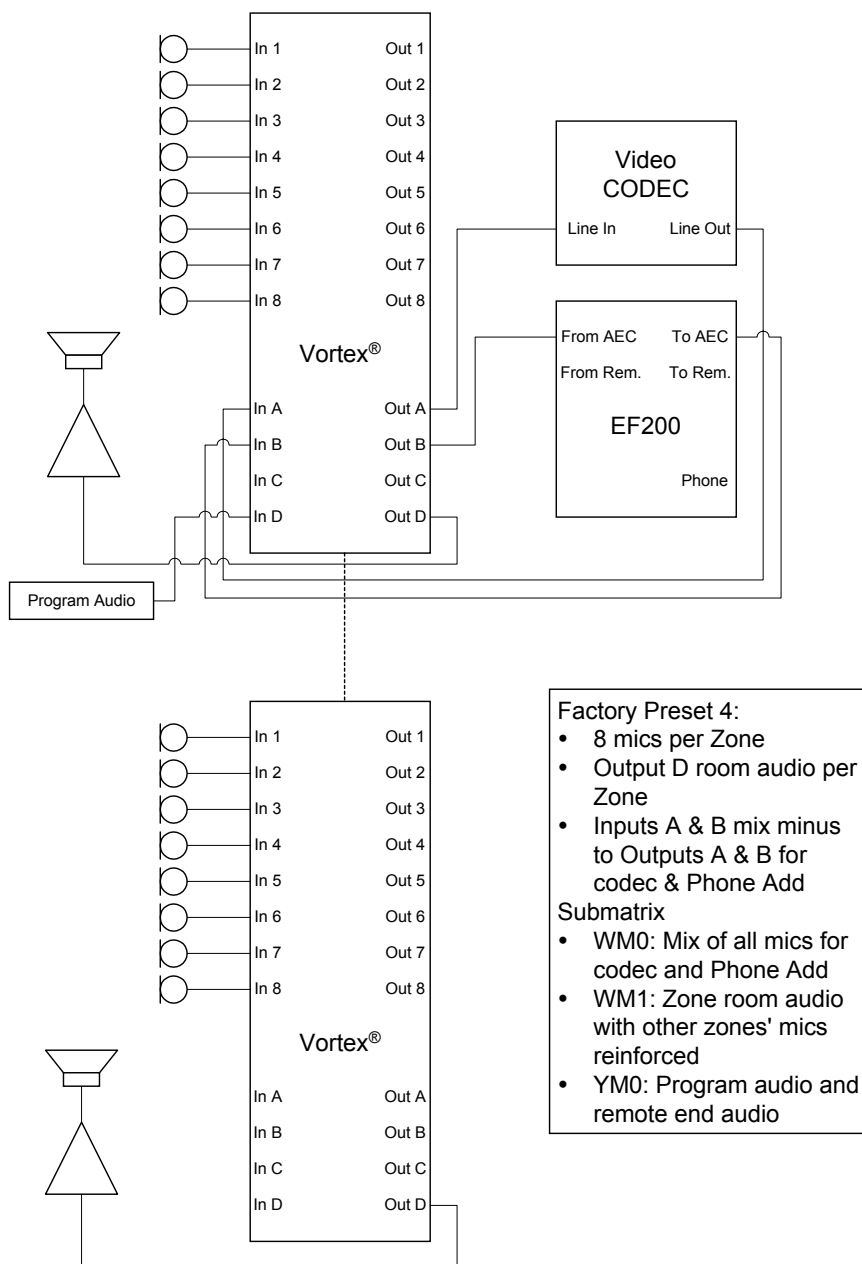 In 1 Out 1
In 2 Out 2
In 3 Out 3
In 4 Out 4
In 5 Out 5
In 6 Out 6
In 7 Out 7
In 8 Out 8
Vortex®
In A Out A
In B Out B
In C Out C
In D Out D
Video
CODEC
Line In Line Out
From AEC To AEC
From Rem. To Rem.
EF200
Phone
Program Audio
In 1 Out 1
In 2 Out 2
In 3 Out 3
In 4 Out 4
In 5 Out 5
In 6 Out 6
In 7 Out 7
In 8 Out 8
Vortex®
In A Out A
In B Out B
In C Out C
In D Out D
Factory Preset 4:
• 8 mics per Zone
• Output D room audio per
Zone
• Inputs A & B mix minus
to Outputs A & B for
codec & Phone Add
Submatrix
• WM0: Mix of all mics for
codec and Phone Add
• WM1: Zone room audio
with other zones' mics
reinforced
• YM0: Program audio and
remote end audio